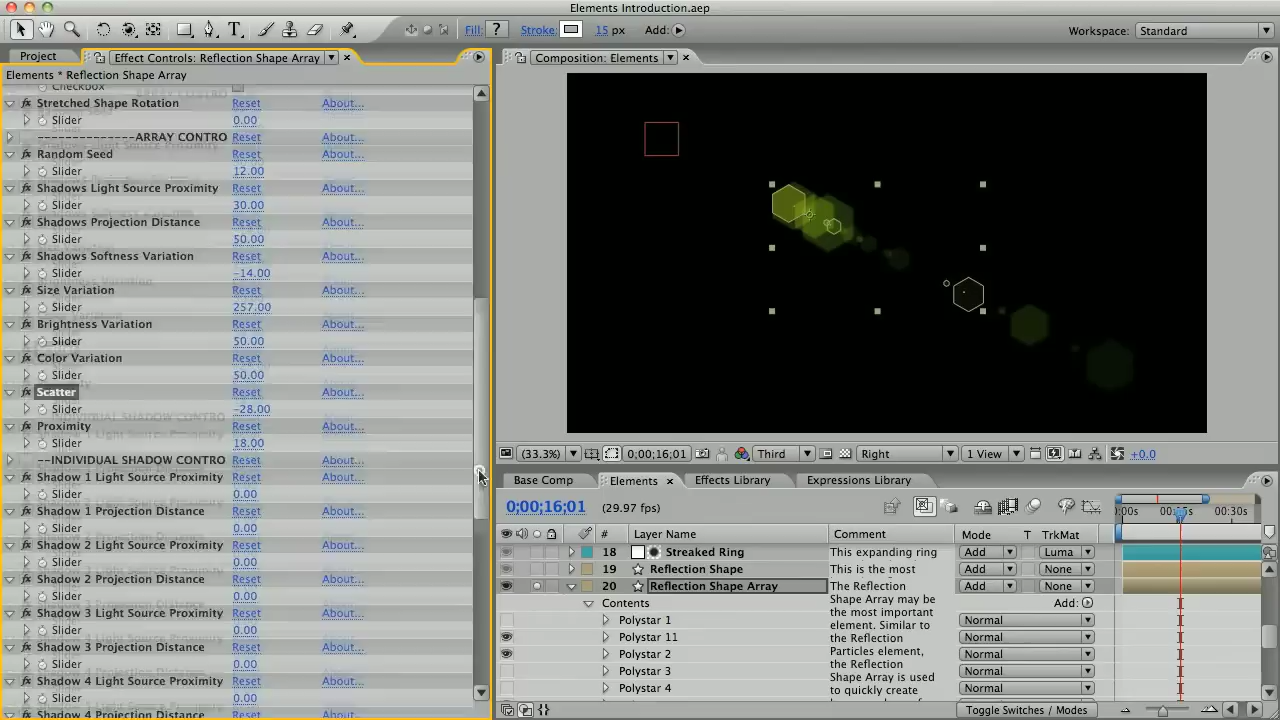 Elements Introduction.aep
Fill: ? Stroke: 15 px Add: Workspace: Standard
Project Effect Controls: Reflection Shape Array Composition: Elements
Elements * Reflection Shape Array
Checkbox
Stretched Shape Rotation Reset About...
Slider 0.00
--------------ARRAY CONTRO Reset About...
Random Seed Reset About...
Slider 12.00
Shadows Light Source Proximity Reset About...
Slider 30.00
Shadows Projection Distance Reset About...
Slider 50.00
Shadows Softness Variation Reset About...
Slider -14.00
Size Variation Reset About...
Slider 257.00
Brightness Variation Reset About...
Slider 50.00
Color Variation Reset About...
Slider 50.00
Scatter Reset About...
Slider -28.00
Proximity Reset About...
Slider 18.00
--INDIVIDUAL SHADOW CONTRO Reset About...
Shadow 1 Light Source Proximity Reset About...
Slider 0.00
Shadow 1 Projection Distance Reset About...
Slider 0.00
Shadow 2 Light Source Proximity Reset About...
Slider 0.00
Shadow 2 Projection Distance Reset About...
Slider 0.00
Shadow 3 Light Source Proximity Reset About...
Slider 0.00
Shadow 3 Projection Distance Reset About...
Slider 0.00
Shadow 4 Light Source Proximity Reset About...
Slider 0.00
Shadow 4 Projection Distance Reset About...
(33.3%) 0;00;16;01 Third Right 1 View +0.0
Base Comp Elements Effects Library Expressions Library
0;00;16;01 (29.97 fps) 00:30s
# Layer Name Comment Mode T TrkMat
18 Streaked Ring This expanding ring Add Luma
19 Reflection Shape This is the most Add None
20 Reflection Shape Array The Reflection Add None
Contents Shape Array may be Add:
Polystar 1 the most important Normal
Polystar 11 element. Similar to Normal
Polystar 2 the Reflection Normal
Particles element,
Polystar 3 the Reflection Normal
Polystar 4 Shape Array is used Normal
to quickly create
Toggle Switches / Modes